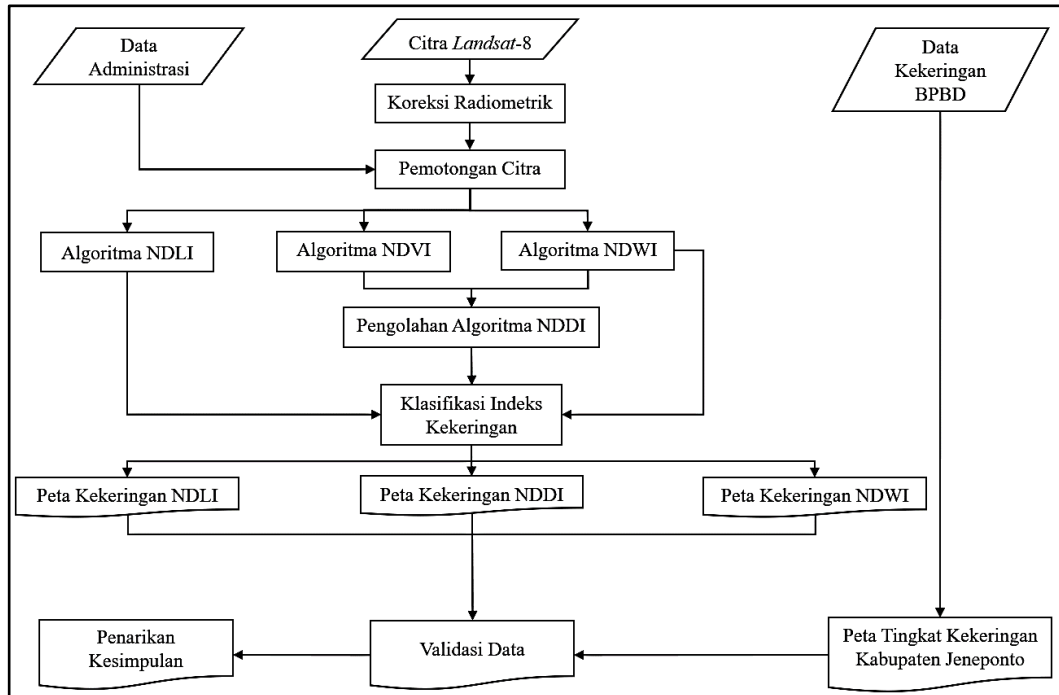 Data
Administrasi
Citra Landsat-8
Data
Kekeringan
BPBD
Koreksi Radiometrik
Pemotongan Citra
Algoritma NDLI
Algoritma NDVI
Algoritma NDWI
Pengolahan Algoritma NDDI
Klasifikasi Indeks
Kekeringan
Peta Kekeringan NDLI
Peta Kekeringan NDDI
Peta Kekeringan NDWI
Penarikan
Kesimpulan
Validasi Data
Peta Tingkat Kekeringan
Kabupaten Jeneponto